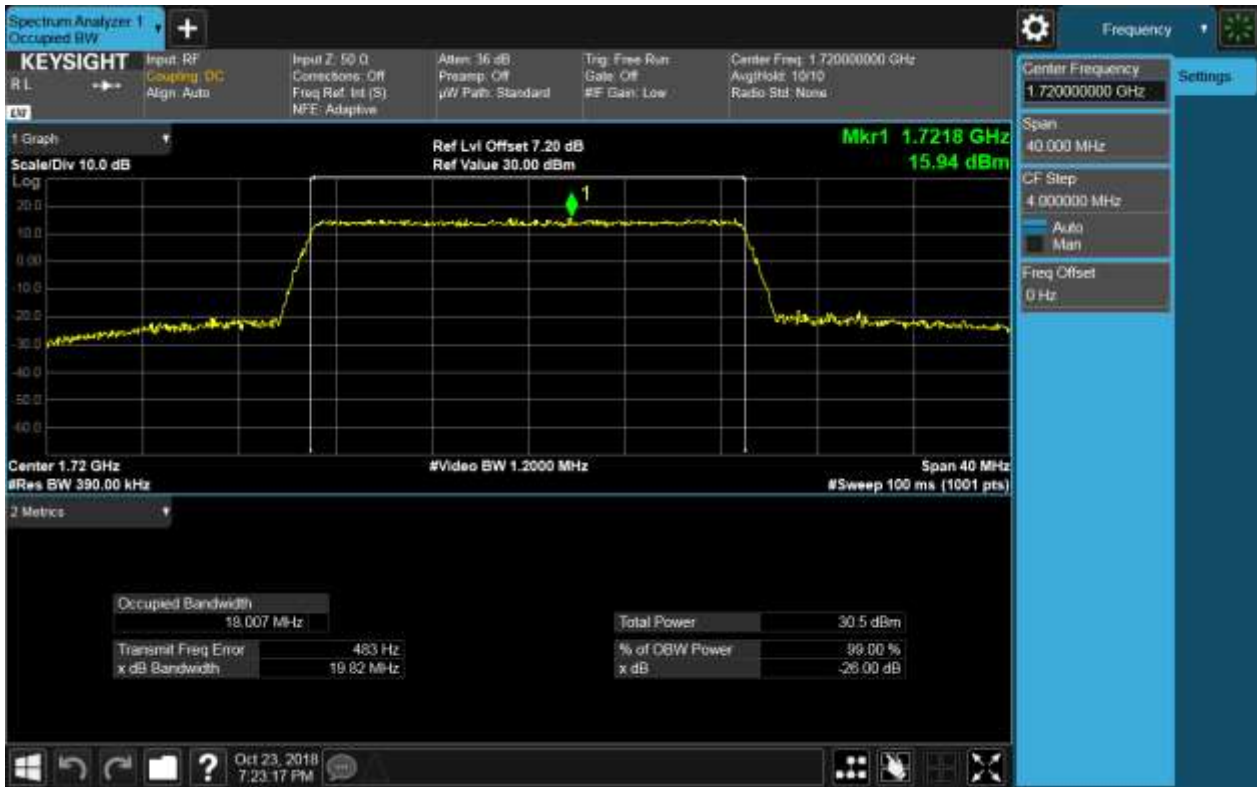 Spectrum Analyzer 1
Occupied BW
Frequency
KEYSIGHT
R L
Input: RF
Coupling: DC
Align: Auto
Input Z: 50 Ω
Corrections: Off
Freq Ref: Int (S)
NFE: Adaptive
Atten: 36 dB
Preamp: Off
µW Path: Standard
Trig: Free Run
Gate: Off
#IF Gain: Low
Center Freq: 1.720000000 GHz
Avg|Hold: 10/10
Radio Std: None
Center Frequency
1.720000000 GHz
Settings
Span
40.000 MHz
CF Step
4.000000 MHz
Auto
Man
Freq Offset
0 Hz
1 Graph
Scale/Div 10.0 dB
Ref Lvl Offset 7.20 dB
Ref Value 30.00 dBm
Mkr1 1.7218 GHz
15.94 dBm
Log
20.0
10.0
0.00
-10.0
-20.0
-30.0
-40.0
-50.0
-60.0
1
Center 1.72 GHz
#Res BW 390.00 kHz
#Video BW 1.2000 MHz
Span 40 MHz
#Sweep 100 ms (1001 pts)
2 Metrics
Occupied Bandwidth
18.007 MHz
Transmit Freq Error 483 Hz
x dB Bandwidth 19.82 MHz
Total Power 30.5 dBm
% of OBW Power 99.00 %
x dB -26.00 dB
?
Oct 23, 2018
7:23:17 PM